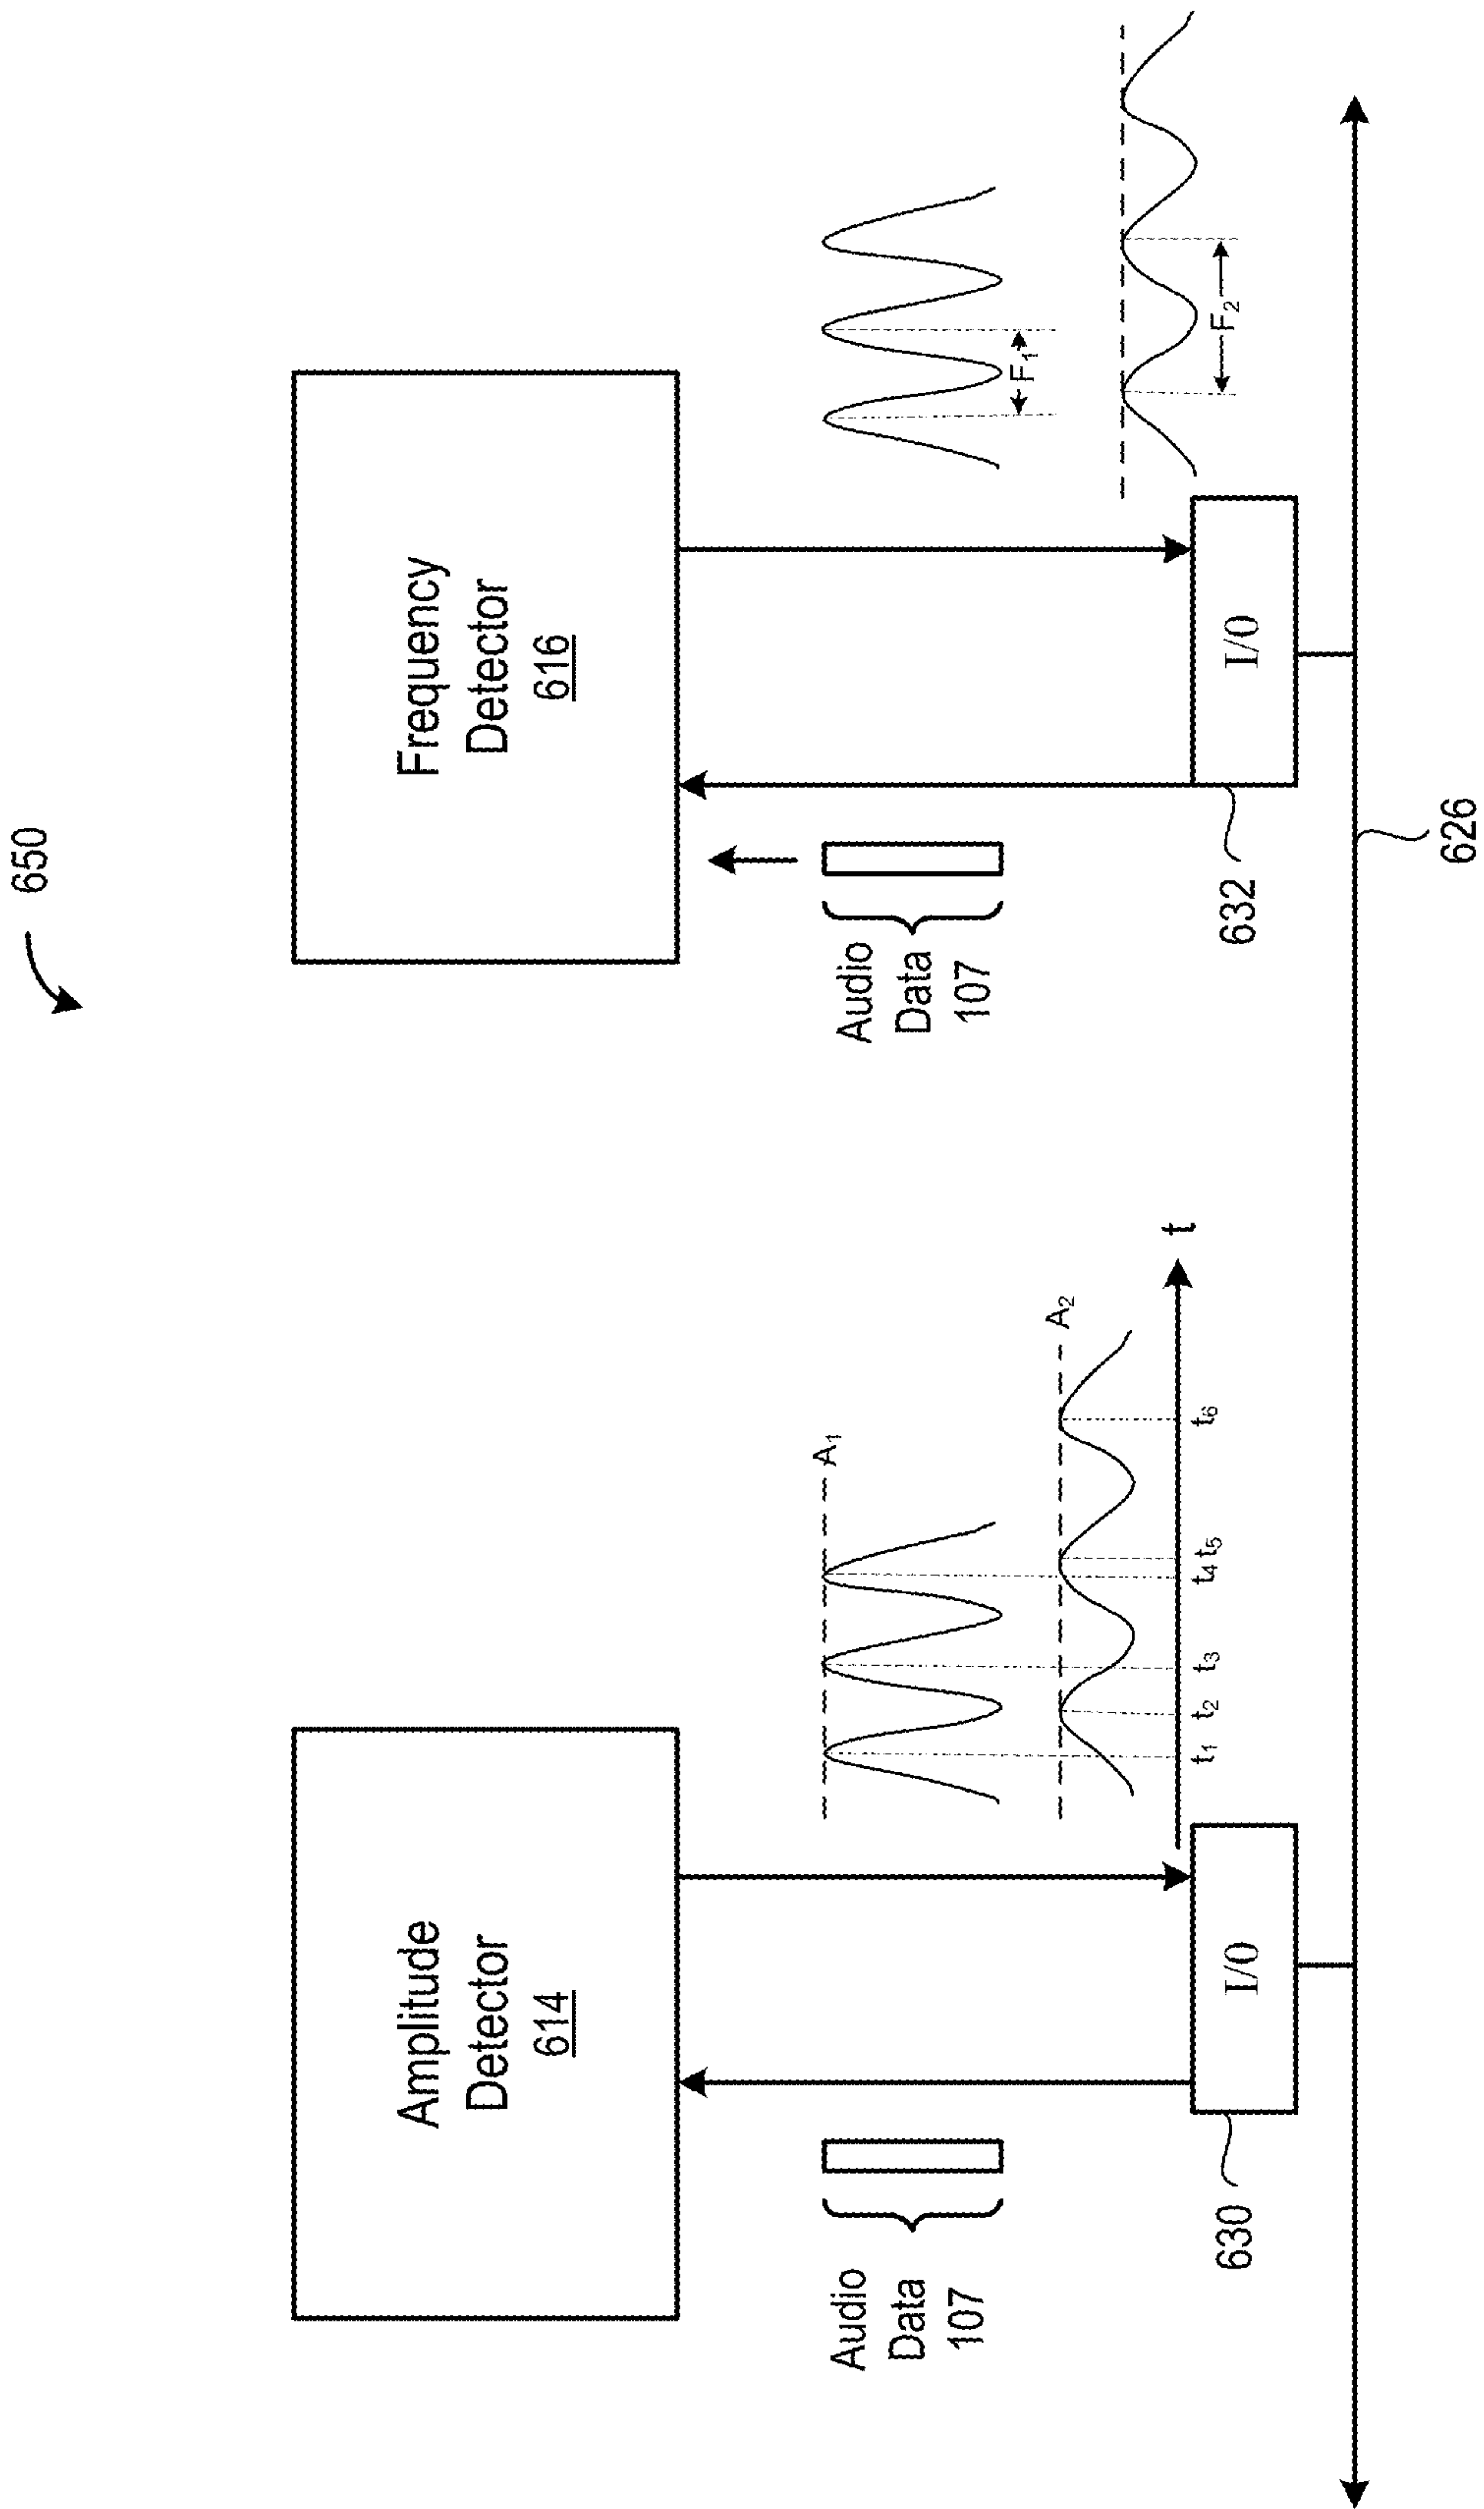 650
Amplitude
Detector
614
Frequency
Detector
616
Audio
Data
107
A₁
A₂
t
t₁ t₂ t₃ t₄ t₅ t₆
630
I/O
Audio
Data
107
F₁
F₂
632
I/O
626